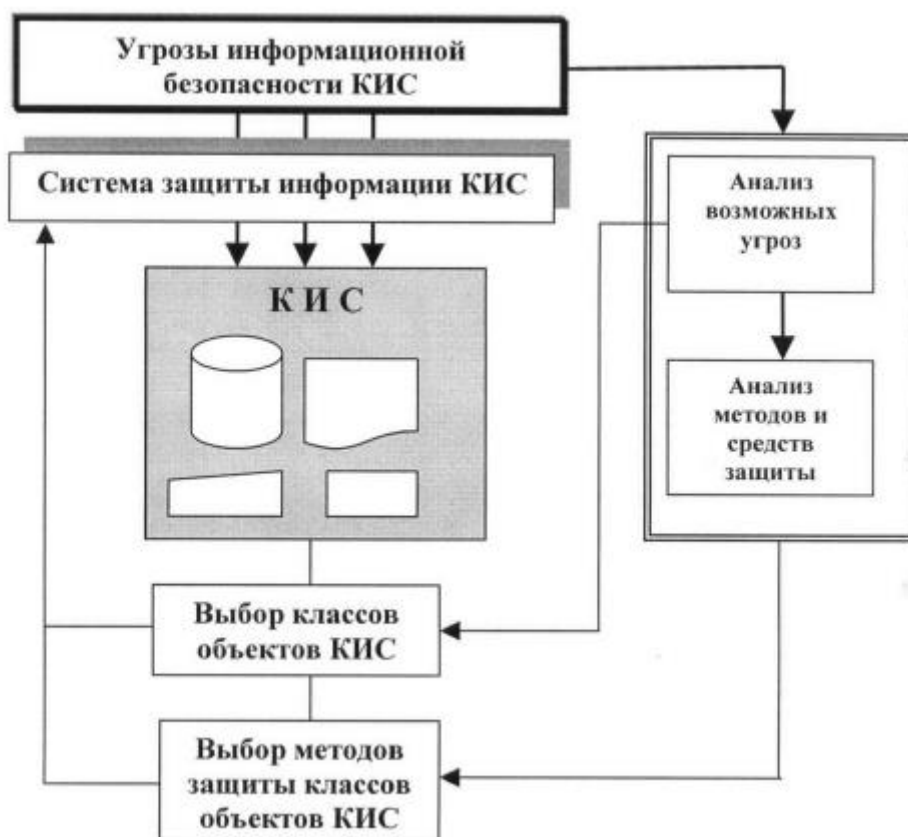 Угрозы информационной
безопасности КИС
Система защиты информации КИС
К И С
Анализ
возможных
угроз
Анализ
методов и
средств
защиты
Выбор классов
объектов КИС
Выбор методов
защиты классов
объектов КИС